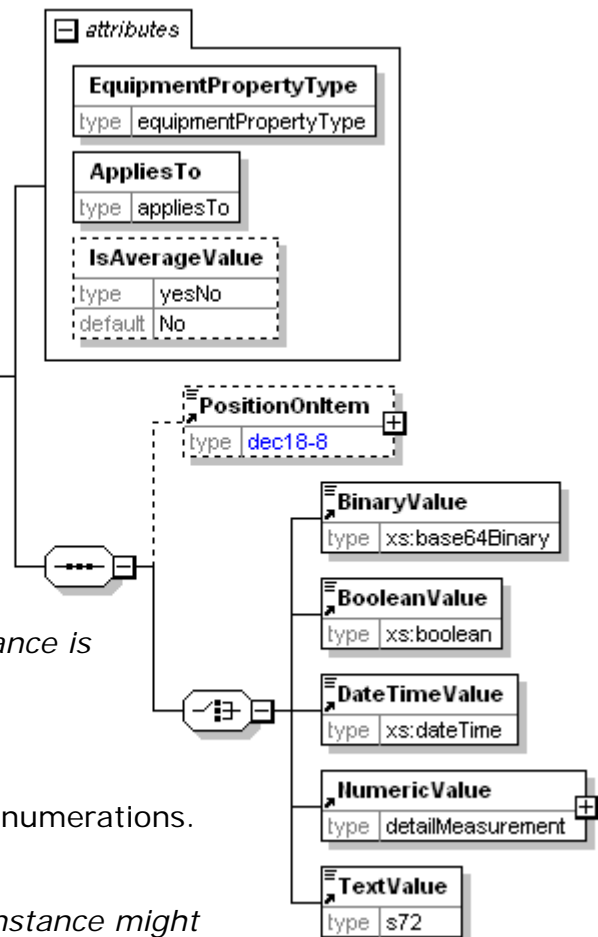 attributes
EquipmentPropertyType
type equipmentPropertyType
AppliesTo
type appliesTo
IsAverageValue
type yesNo
default No
PositionOnItem
type dec18-8
BinaryValue
type xs:base64Binary
BooleanValue
type xs:boolean
ance is
DateTimeValue
type xs:dateTime
NumericValue
type detailMeasurement
numerations.
TextValue
type s72
nstance might